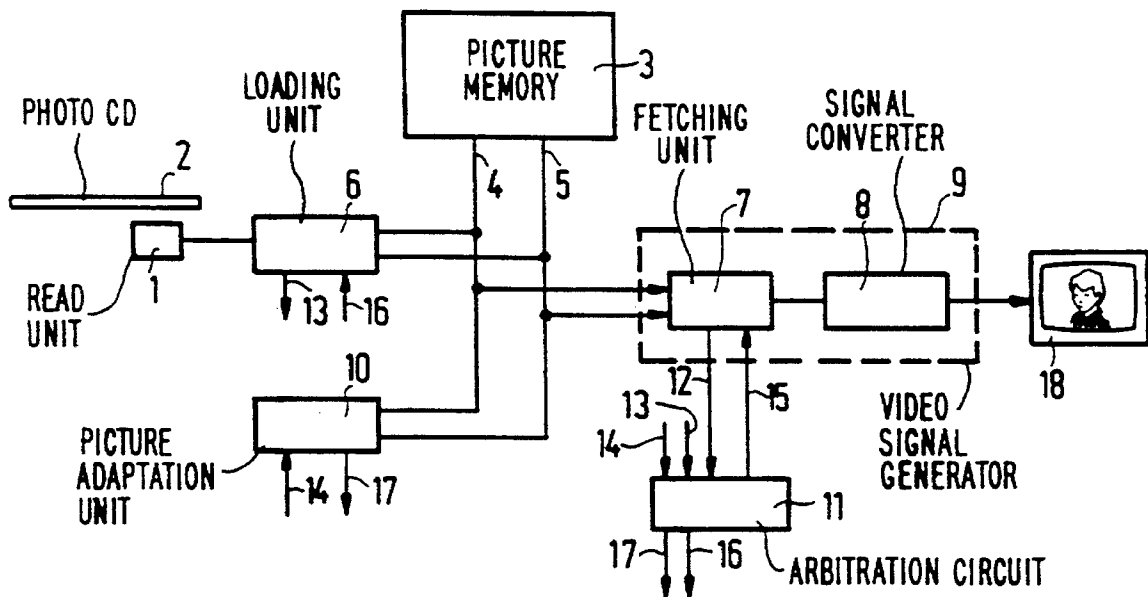 PICTURE
MEMORY
3
LOADING
UNIT
PHOTO CD
2
6
4
5
FETCHING
UNIT
SIGNAL
CONVERTER
9
7
8
1
READ
UNIT
13
16
18
12
15
10
PICTURE
ADAPTATION
UNIT
14
17
14
13
VIDEO
SIGNAL
GENERATOR
11
17
16
ARBITRATION CIRCUIT